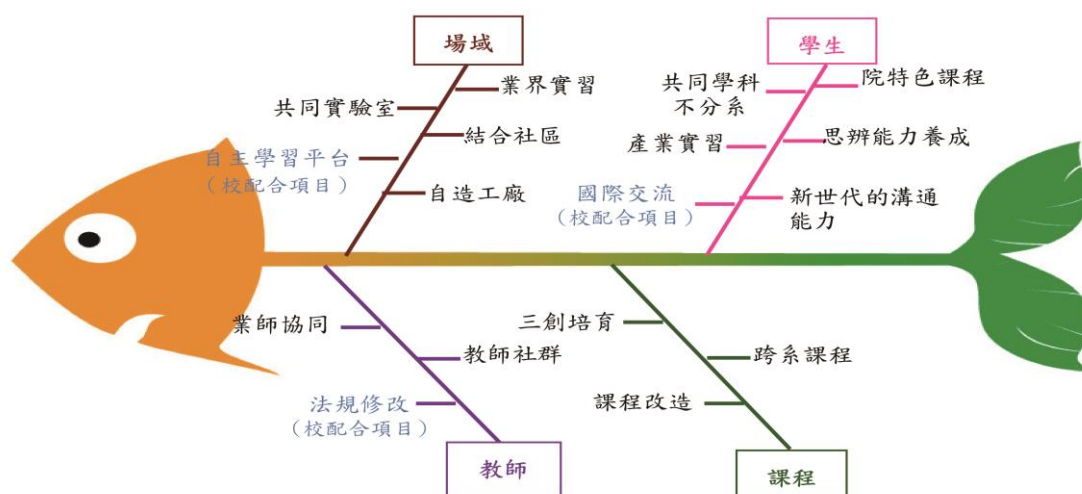 場域
業界實習
共同實驗室
結合社區
自主學習平台
（校配合項目）
自造工廠
學生
院特色課程
共同學科
不分系
思辨能力養成
產業實習
國際交流
（校配合項目）
新世代的溝通
能力
業師協同
教師社群
法規修改
（校配合項目）
教師
三創培育
跨系課程
課程改造
課程